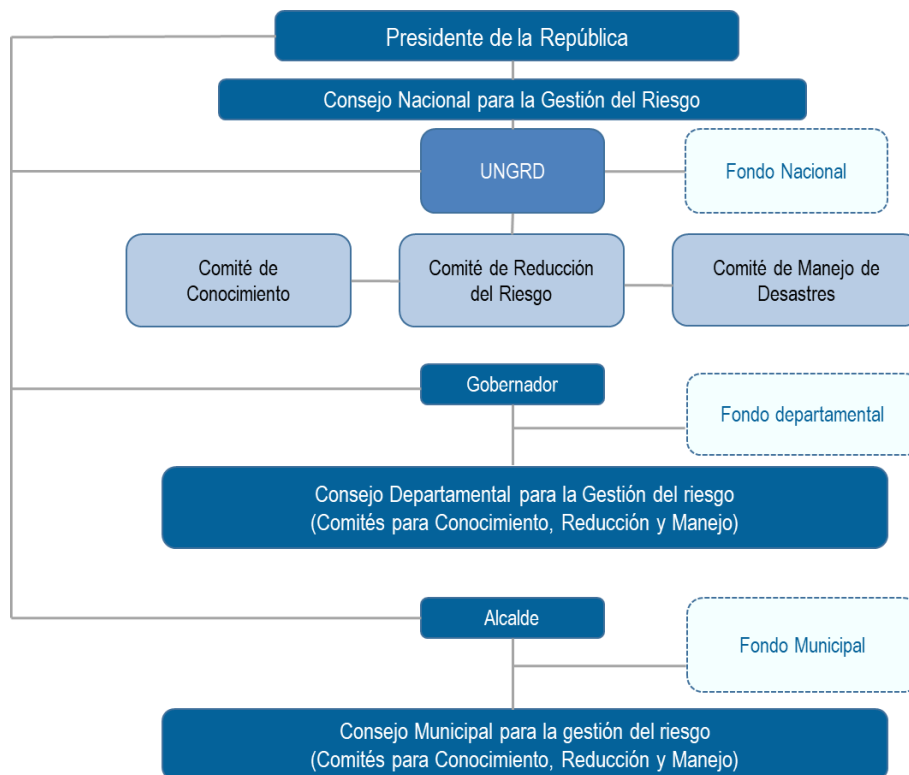 Presidente de la República
Consejo Nacional para la Gestión del Riesgo
UNGRD
Fondo Nacional
Comité de
Conocimiento
Comité de Reducción
del Riesgo
Comité de Manejo de
Desastres
Gobernador
Fondo departamental
Consejo Departamental para la Gestión del riesgo
(Comités para Conocimiento, Reducción y Manejo)
Alcalde
Fondo Municipal
Consejo Municipal para la gestión del riesgo
(Comités para Conocimiento, Reducción y Manejo)